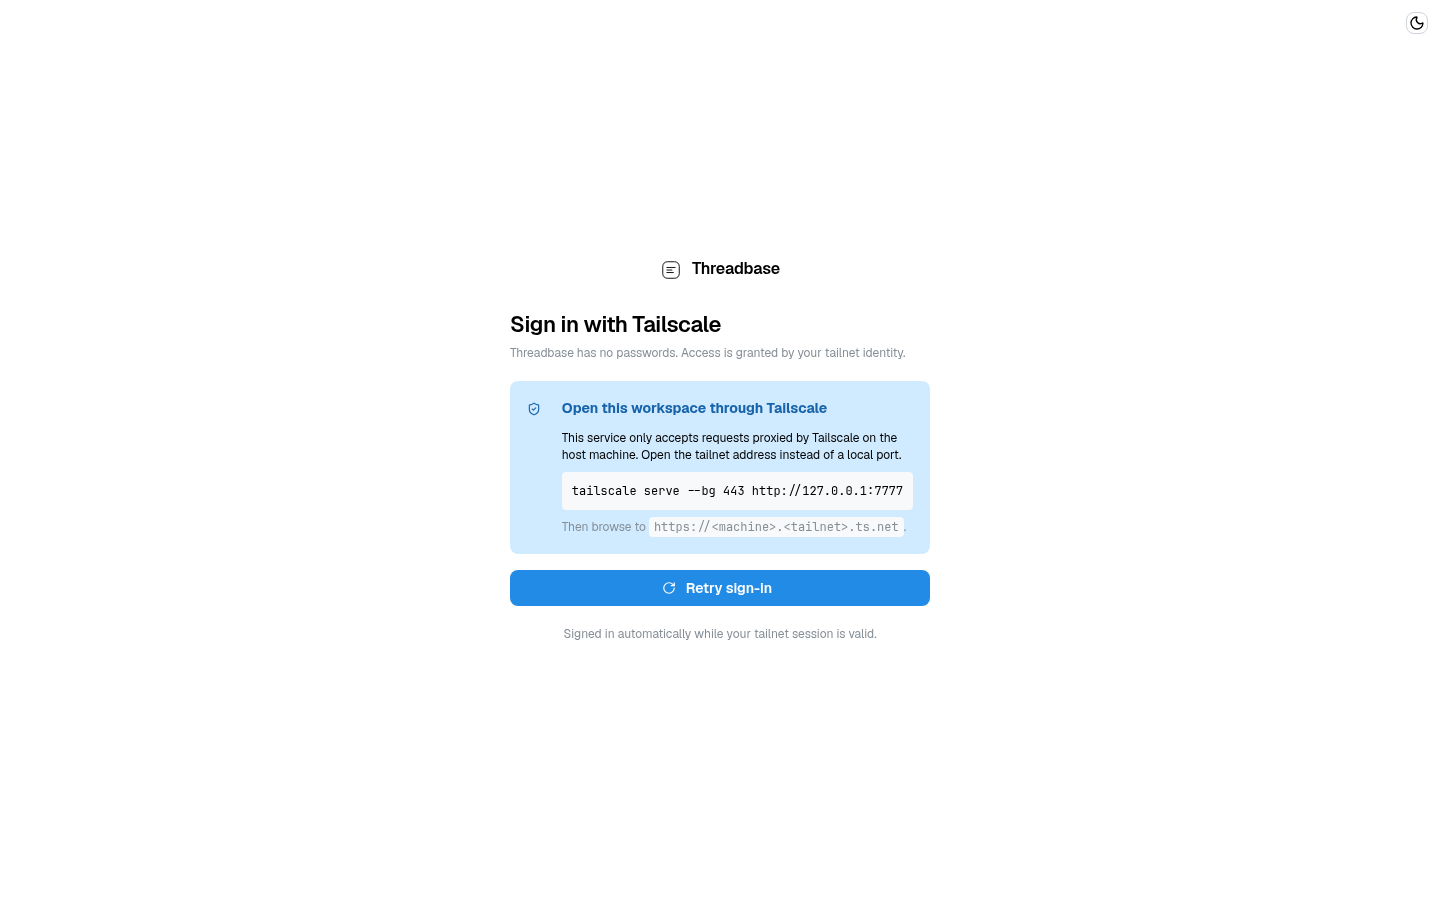 Threadbase
Sign in with Tailscale
Threadbase has no passwords. Access is granted by your tailnet identity.
Open this workspace through Tailscale
This service only accepts requests proxied by Tailscale on the
host machine. Open the tailnet address instead of a local port.
tailscale serve --bg 443 http://127.0.0.1:7777
Then browse to https://<machine>.<tailnet>.ts.net.
Retry sign-in
Signed in automatically while your tailnet session is valid.